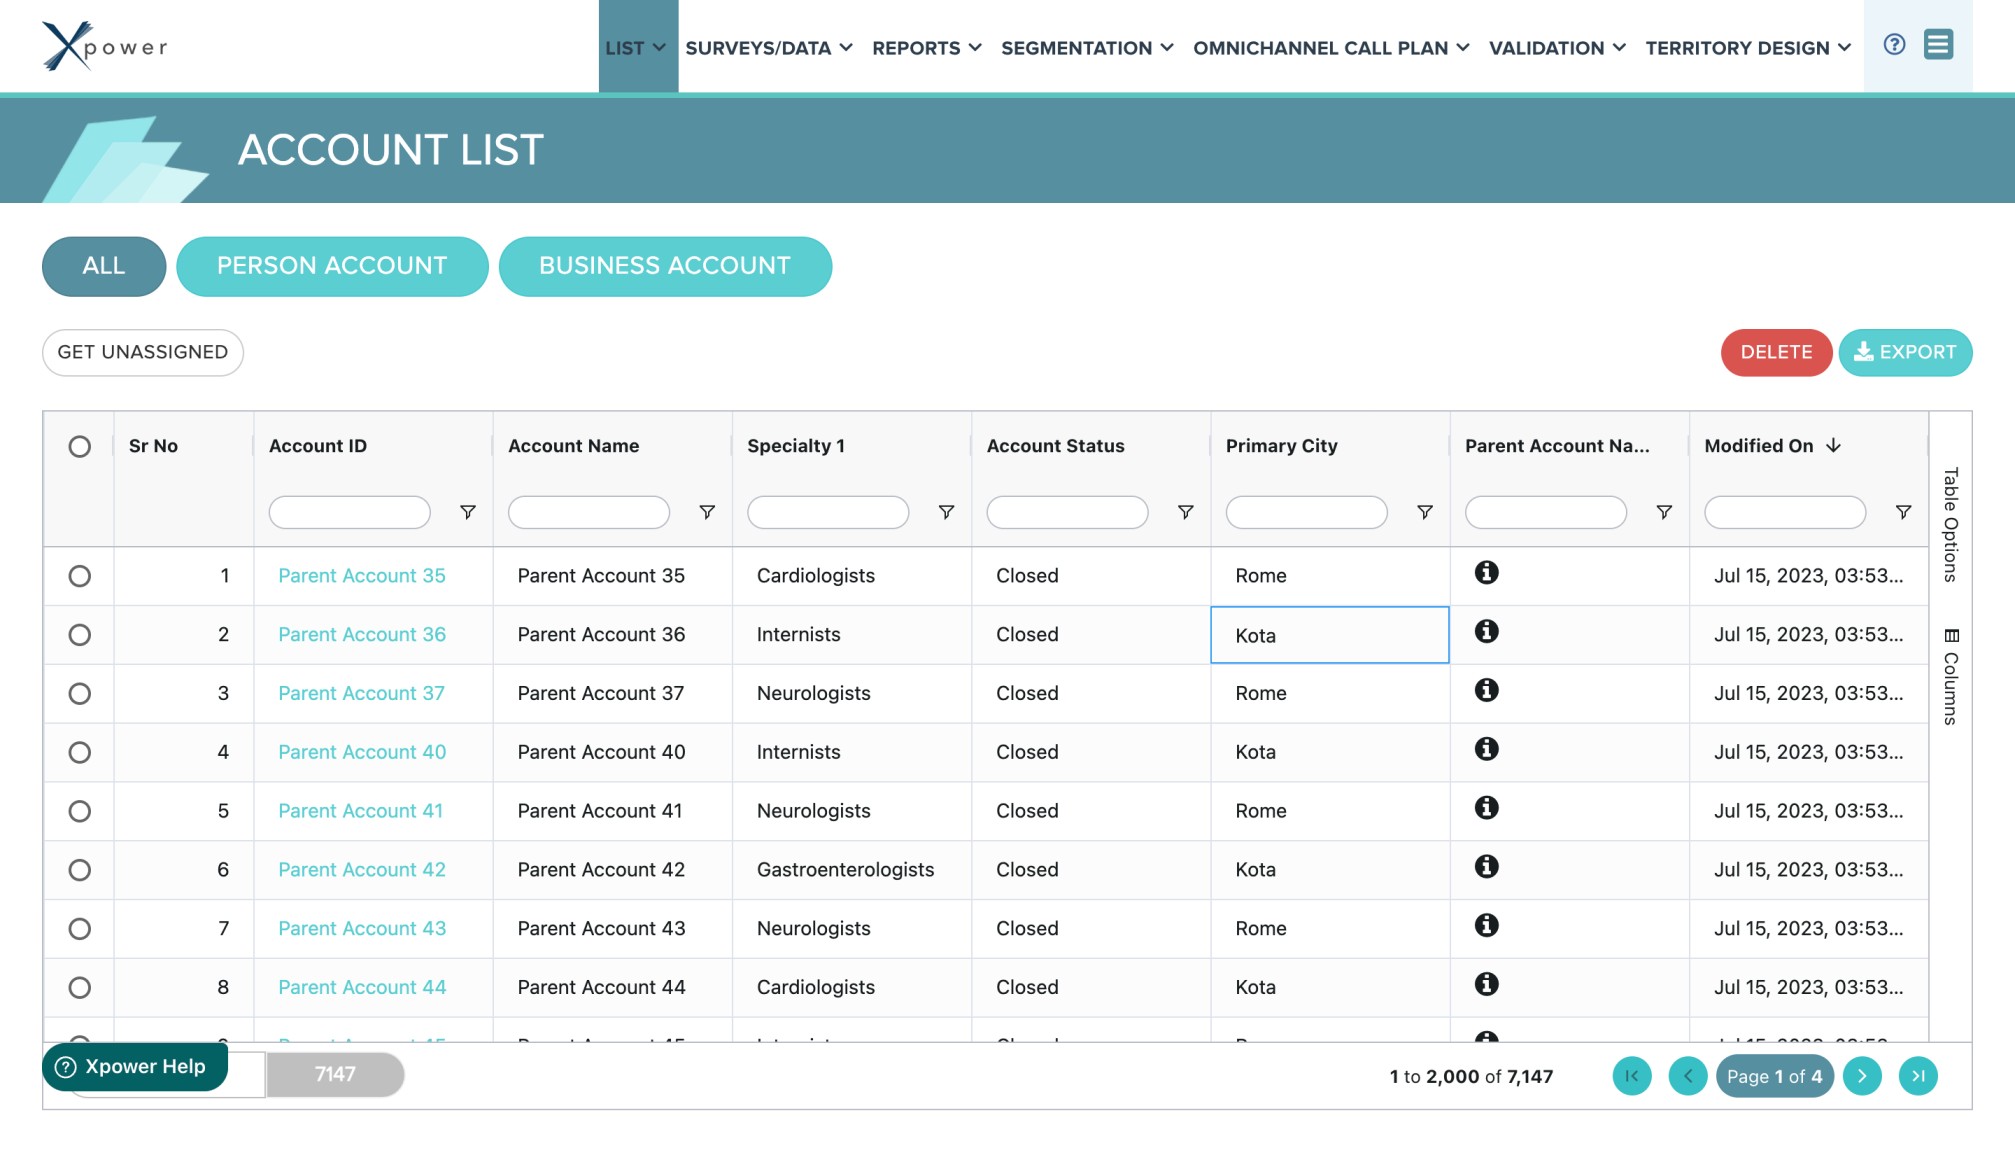 Xpower
LIST SURVEYS/DATA REPORTS SEGMENTATION OMNICHANNEL CALL PLAN VALIDATION TERRITORY DESIGN
ACCOUNT LIST
ALL PERSON ACCOUNT BUSINESS ACCOUNT
GET UNASSIGNED DELETE EXPORT
Sr No Account ID Account Name Specialty 1 Account Status Primary City Parent Account Na... Modified On
1 Parent Account 35 Parent Account 35 Cardiologists Closed Rome Jul 15, 2023, 03:53...
2 Parent Account 36 Parent Account 36 Internists Closed Kota Jul 15, 2023, 03:53...
3 Parent Account 37 Parent Account 37 Neurologists Closed Rome Jul 15, 2023, 03:53...
4 Parent Account 40 Parent Account 40 Internists Closed Kota Jul 15, 2023, 03:53...
5 Parent Account 41 Parent Account 41 Neurologists Closed Rome Jul 15, 2023, 03:53...
6 Parent Account 42 Parent Account 42 Gastroenterologists Closed Kota Jul 15, 2023, 03:53...
7 Parent Account 43 Parent Account 43 Neurologists Closed Rome Jul 15, 2023, 03:53...
8 Parent Account 44 Parent Account 44 Cardiologists Closed Kota Jul 15, 2023, 03:53...
Table Options
Columns
Xpower Help 7147 1 to 2,000 of 7,147 Page 1 of 4